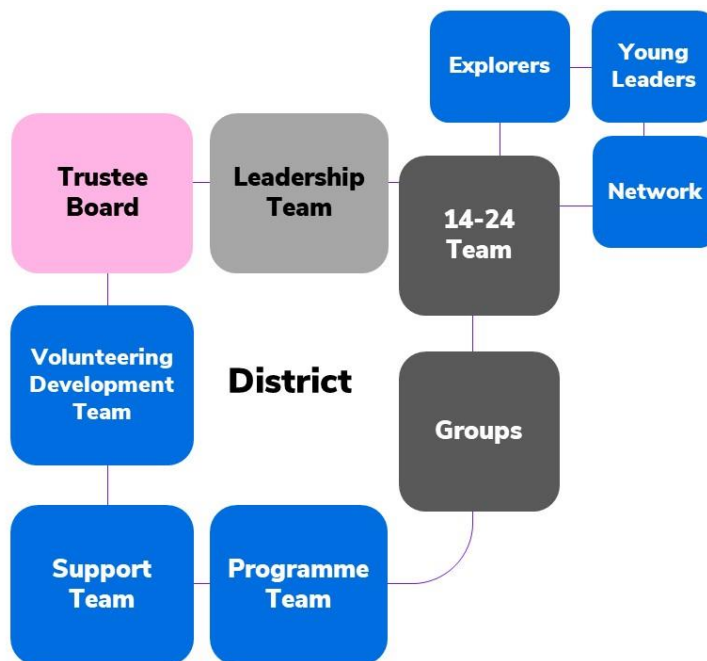 Explorers
Young
Leaders
Trustee
Board
Leadership
Team
14-24
Team
Network
Volunteering
Development
Team
District
Groups
Support
Team
Programme
Team